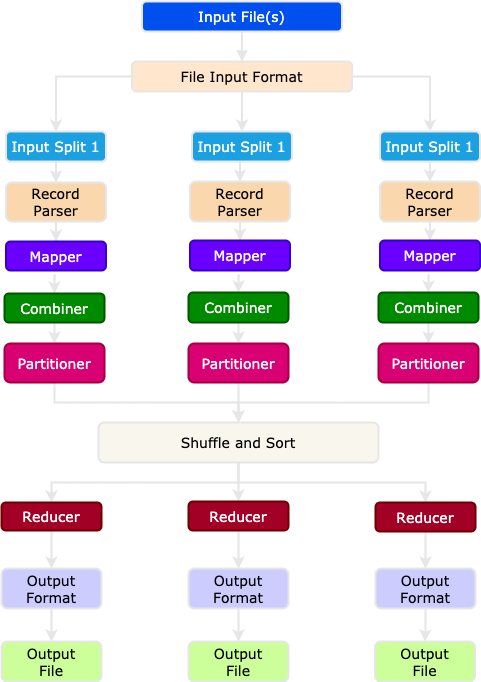 Input File(s)
File Input Format
Input Split 1
Input Split 1
Input Split 1
Record
Parser
Record
Parser
Record
Parser
Mapper
Mapper
Mapper
Combiner
Combiner
Combiner
Partitioner
Partitioner
Partitioner
Shuffle and Sort
Reducer
Reducer
Reducer
Output
Format
Output
Format
Output
Format
Output
File
Output
File
Output
File